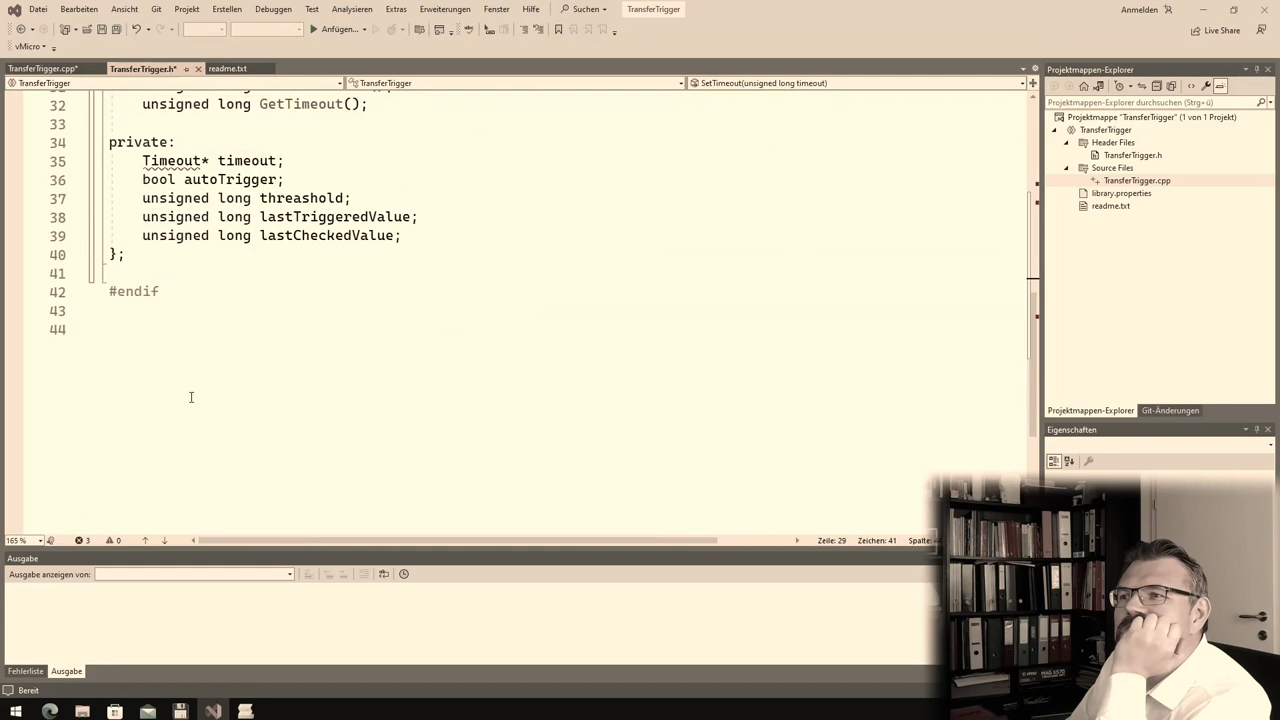 Datei Bearbeiten Ansicht Git Projekt Erstellen Debuggen Test Analysieren Extras Erweiterungen Fenster Hilfe Suchen TransferTrigger Anmelden
Anfügen... Live Share
vMicro
TransferTrigger.cpp* TransferTrigger.h* readme.txt
TransferTrigger TransferTrigger SetTimeout(unsigned long timeout)
32 unsigned long GetTimeout();
33
34 private:
35 Timeout* timeout;
36 bool autoTrigger;
37 unsigned long threashold;
38 unsigned long lastTriggeredValue;
39 unsigned long lastCheckedValue;
40 };
41
42 #endif
43
44
165 % 3 0 Zeile: 29 Zeichen: 41
Ausgabe
Ausgabe anzeigen von:
Fehlerliste Ausgabe
Bereit
Projektmappen-Explorer
Projektmappen-Explorer durchsuchen (Strg+ü)
Projektmappe "TransferTrigger" (1 von 1 Projekt)
TransferTrigger
Header Files
TransferTrigger.h
Source Files
TransferTrigger.cpp
library.properties
readme.txt
Projektmappen-Explorer Git-Änderungen
Eigenschaften